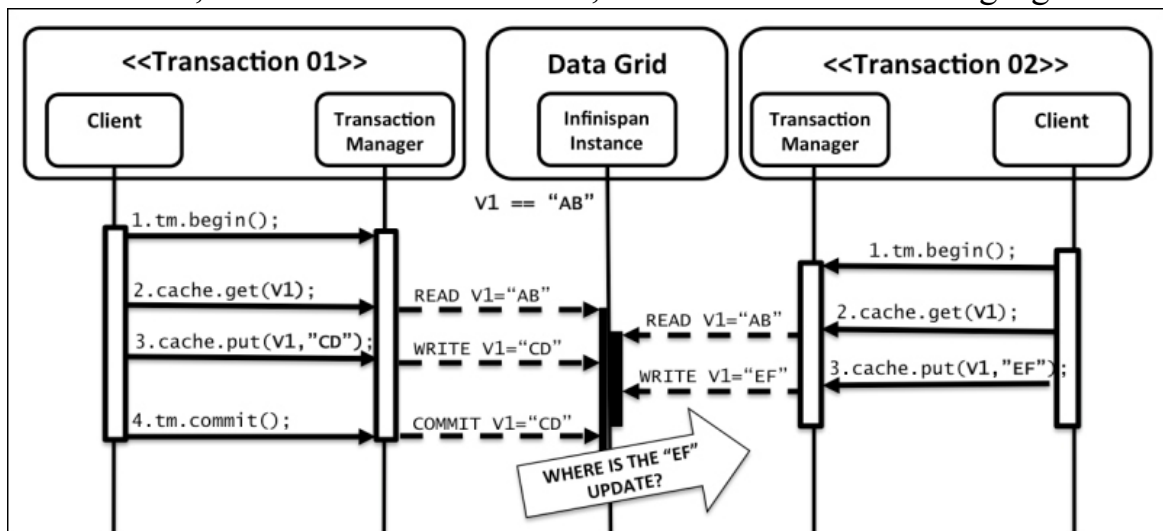 <<Transaction 01>>
Client
Transaction
Manager
Data Grid
Infinispan
Instance
<<Transaction 02>>
Transaction
Manager
Client
V1 == “AB”
1.tm.begin();
1.tm.begin();
2.cache.get(V1);
READ V1=“AB”
READ V1=“AB”
2.cache.get(V1);
3.cache.put(V1,"CD");
WRITE V1=“CD”
WRITE V1=“EF”
3.cache.put(V1,"EF");
4.tm.commit();
COMMIT V1=“CD”
WHERE IS THE “EF”
UPDATE?